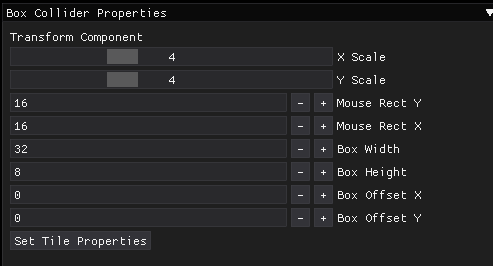 Box Collider Properties
Transform Component
4 X Scale
4 Y Scale
16 - + Mouse Rect Y
16 - + Mouse Rect X
32 - + Box Width
8 - + Box Height
0 - + Box Offset X
0 - + Box Offset Y
Set Tile Properties